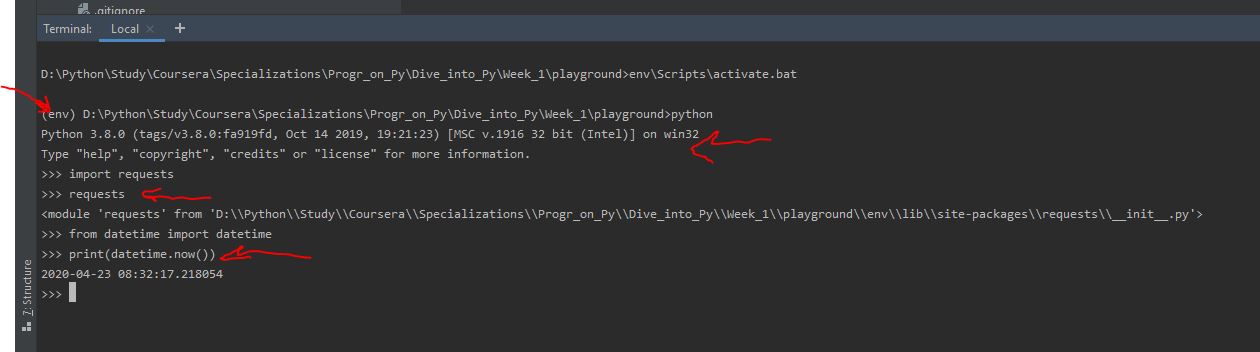 .gitignore
Terminal: Local × +
D:\Python\Study\Coursera\Specializations\Progr_on_Py\Dive_into_Py\Week_1\playground>env\Scripts\activate.bat
(env) D:\Python\Study\Coursera\Specializations\Progr_on_Py\Dive_into_Py\Week_1\playground>python
Python 3.8.0 (tags/v3.8.0:fa919fd, Oct 14 2019, 19:21:23) [MSC v.1916 32 bit (Intel)] on win32
Type "help", "copyright", "credits" or "license" for more information.
>>> import requests
>>> requests
<module 'requests' from 'D:\\Python\\Study\\Coursera\\Specializations\\Progr_on_Py\\Dive_into_Py\\Week_1\\playground\\env\\lib\\site-packages\\requests\\__init__.py'>
>>> from datetime import datetime
>>> print(datetime.now())
2020-04-23 08:32:17.218054
>>>
Z: Structure